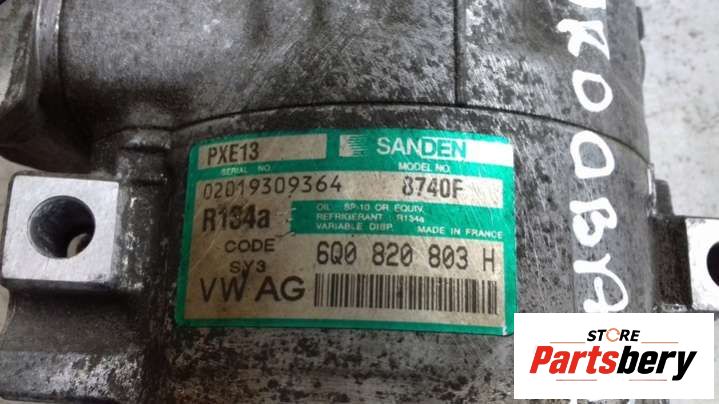 PXE13
SANDEN
SERIAL NO.
MODEL NO.
02019309364
8740F
R134a
OIL SP-10 OR EQUIV.
REFRIGERANT R134a
VARIABLE DISP. MADE IN FRANCE
CODE
SY3
6Q0 820 803 H
VW AG
STORE
Partsbery